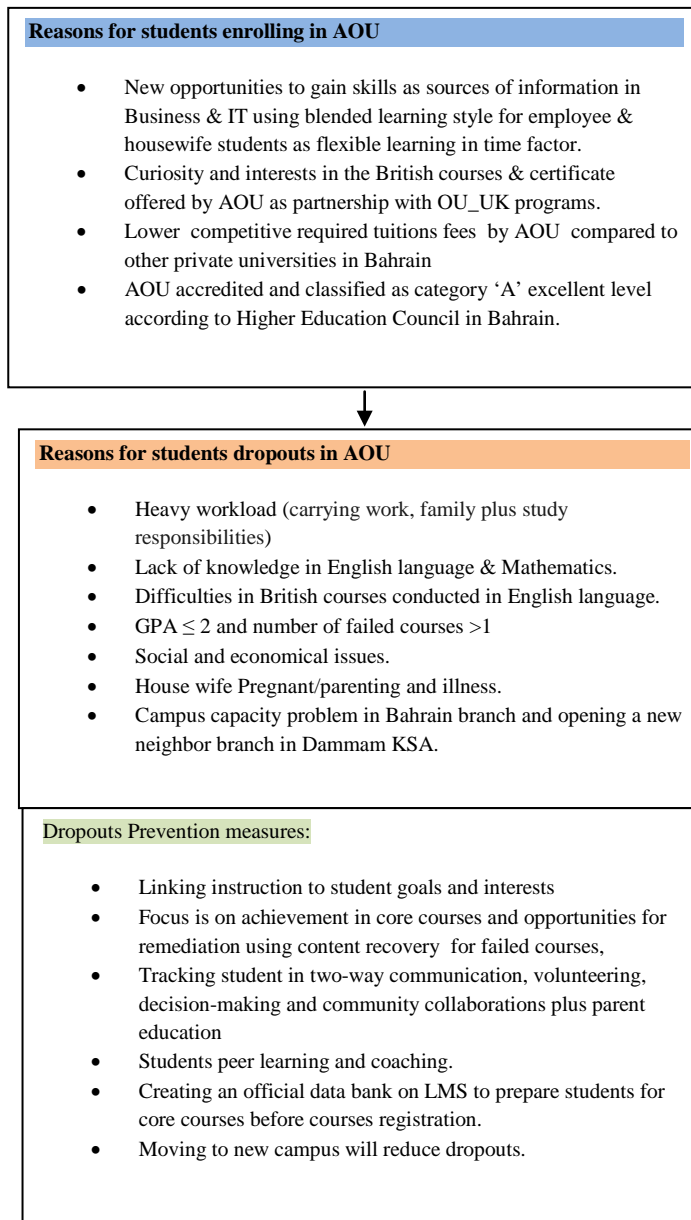 Reasons for students enrolling in AOU
• New opportunities to gain skills as sources of information in
Business & IT using blended learning style for employee &
housewife students as flexible learning in time factor.
• Curiosity and interests in the British courses & certificate
offered by AOU as partnership with OU_UK programs.
• Lower competitive required tuitions fees by AOU compared to
other private universities in Bahrain
• AOU accredited and classified as category ‘A’ excellent level
according to Higher Education Council in Bahrain.
Reasons for students dropouts in AOU
• Heavy workload (carrying work, family plus study
responsibilities)
• Lack of knowledge in English language & Mathematics.
• Difficulties in British courses conducted in English language.
• GPA ≤ 2 and number of failed courses >1
• Social and economical issues.
• House wife Pregnant/parenting and illness.
• Campus capacity problem in Bahrain branch and opening a new
neighbor branch in Dammam KSA.
Dropouts Prevention measures:
• Linking instruction to student goals and interests
• Focus is on achievement in core courses and opportunities for
remediation using content recovery for failed courses,
• Tracking student in two-way communication, volunteering,
decision-making and community collaborations plus parent
education
• Students peer learning and coaching.
• Creating an official data bank on LMS to prepare students for
core courses before courses registration.
• Moving to new campus will reduce dropouts.